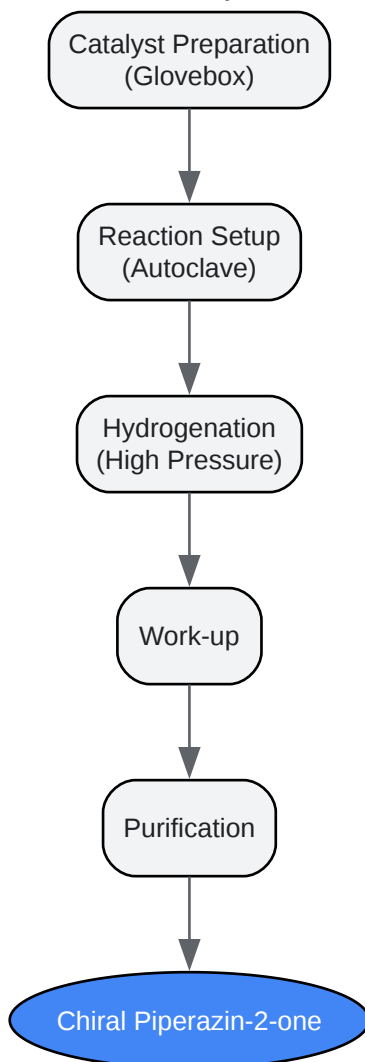 Catalyst Preparation
(Glovebox)
Reaction Setup
(Autoclave)
Hydrogenation
(High Pressure)
Work-up
Purification
Chiral Piperazin-2-one